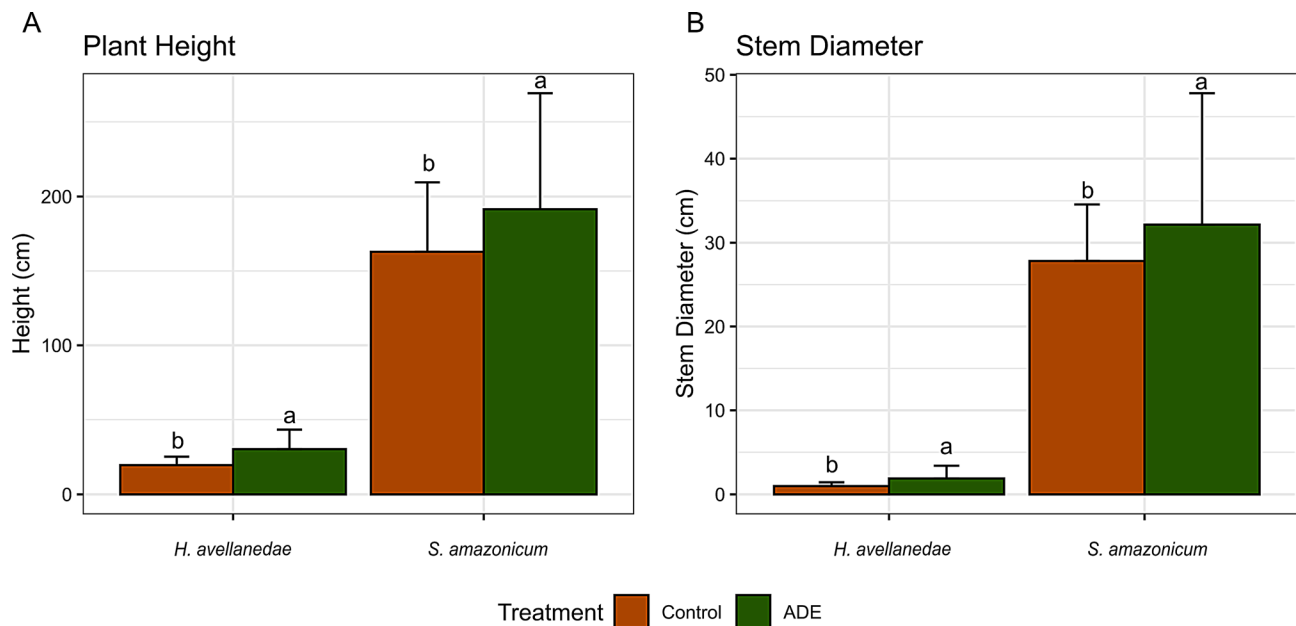 A
Plant Height
Height (cm)
200
100
0
b
a
b
a
H. avellanedae
S. amazonicum
B
Stem Diameter
Stem Diameter (cm)
50
40
30
20
10
0
b
a
b
a
H. avellanedae
S. amazonicum
Treatment Control ADE